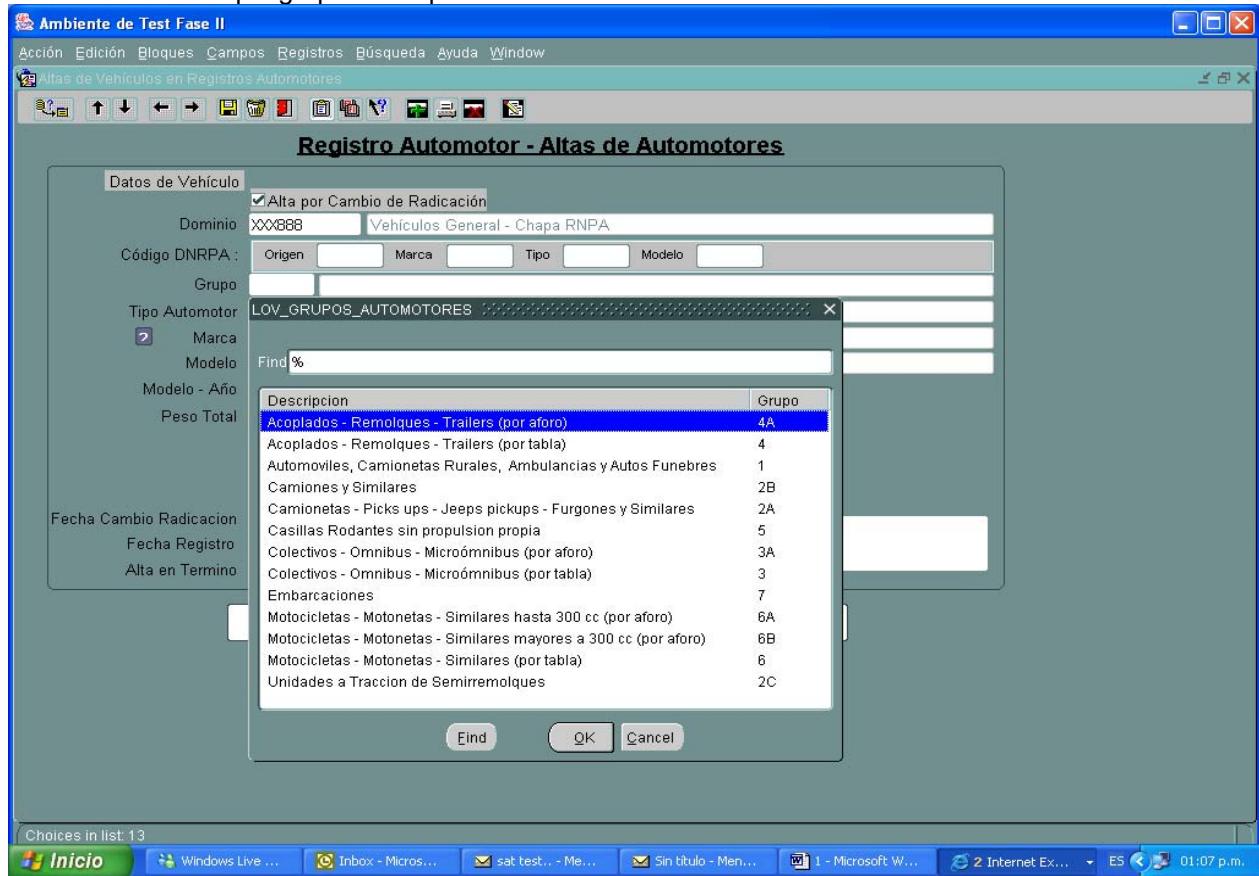 Ambiente de Test Fase II
Acción Edición Bloques Campos Registros Búsqueda Ayuda Window
Altas de Vehículos en Registros Automotores
Registro Automotor - Altas de Automotores
Datos de Vehículo
Alta por Cambio de Radicación
Dominio XXX888 Vehículos General - Chapa RNPA
Código DNRPA : Origen Marca Tipo Modelo
Grupo
Tipo Automotor
? Marca
Modelo
Modelo - Año
Peso Total
Fecha Cambio Radicacion
Fecha Registro
Alta en Termino
LOV_GRUPOS_AUTOMOTORES
Find %
Descripcion Grupo
Acoplados - Remolques - Trailers (por aforo) 4A
Acoplados - Remolques - Trailers (por tabla) 4
Automoviles, Camionetas Rurales, Ambulancias y Autos Funebres 1
Camiones y Similares 2B
Camionetas - Picks ups - Jeeps pickups - Furgones y Similares 2A
Casillas Rodantes sin propulsion propia 5
Colectivos - Omnibus - Microómnibus (por aforo) 3A
Colectivos - Omnibus - Microómnibus (por tabla) 3
Embarcaciones 7
Motocicletas - Motonetas - Similares hasta 300 cc (por aforo) 6A
Motocicletas - Motonetas - Similares mayores a 300 cc (por aforo) 6B
Motocicletas - Motonetas - Similares (por tabla) 6
Unidades a Traccion de Semirremolques 2C
Find OK Cancel
Choices in list: 13
Inicio Windows Live ... Inbox - Micros... sat test.. - Me... Sin título - Men... 1 - Microsoft W... 2 Internet Ex... ES 01:07 p.m.